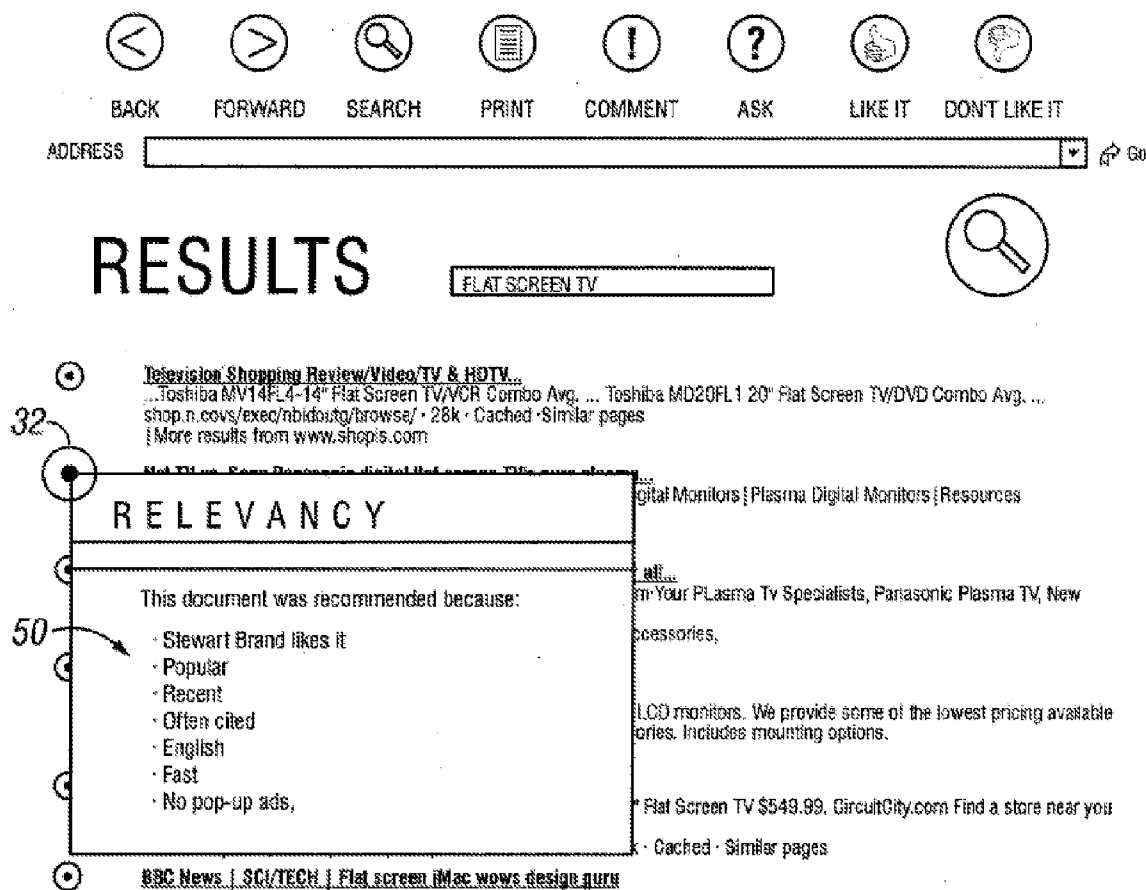 BACK FORWARD SEARCH PRINT COMMENT ASK LIKE IT DON'T LIKE IT
ADDRESS Go
RESULTS FLAT SCREEN TV
Television Shopping Review/Video/TV & HDTV...
...Toshiba MV14FL4-14" Flat Screen TV/VCR Combo Avg. ... Toshiba MD20FL1 20" Flat Screen TV/DVD Combo Avg. ...
shop.n.covs/exec/nbidoutg/browse/ · 28k · Cached ·Similar pages
32 |More results from www.shopis.com
gital Monitors | Plasma Digital Monitors | Resources
RELEVANCY
all...
m-Your PLasma Tv Specialists, Panasonic Plasma TV, New
This document was recommended because:
ccessories,
50 · Stewart Brand likes it
· Popular
· Recent
LCD monitors. We provide some of the lowest pricing available
· Often cited
ories. Includes mounting options.
· English
· Fast
· No pop-up ads,
" Flat Screen TV $549.99. CircuitCity.com Find a store near you
k · Cached · Similar pages
BBC News | SCI/TECH | Flat screen iMac wows design guru